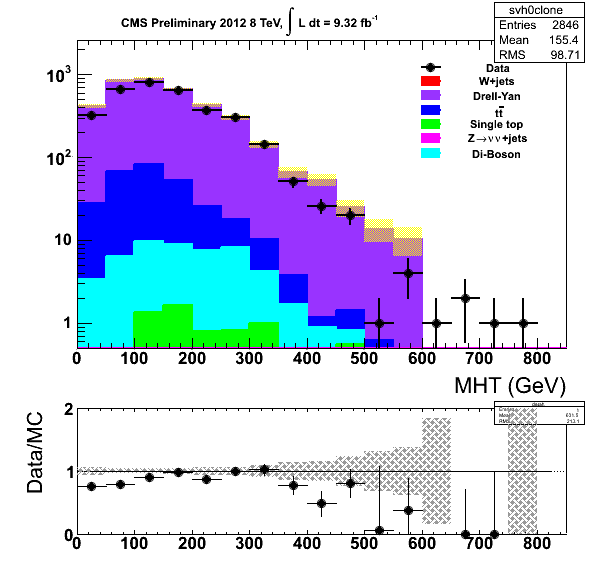 CMS Preliminary 2012 8 TeV, ∫ L dt = 9.32 fb⁻¹
svh0clone
Entries 2846
Mean 155.4
RMS 98.71
Data
W+jets
Drell-Yan
tt̅
Single top
Z→νν+jets
Di-Boson
10³
10²
10
1
0 100 200 300 400 500 600 700 800
MHT (GeV)
Data/MC
2
1
0
0 100 200 300 400 500 600 700 800